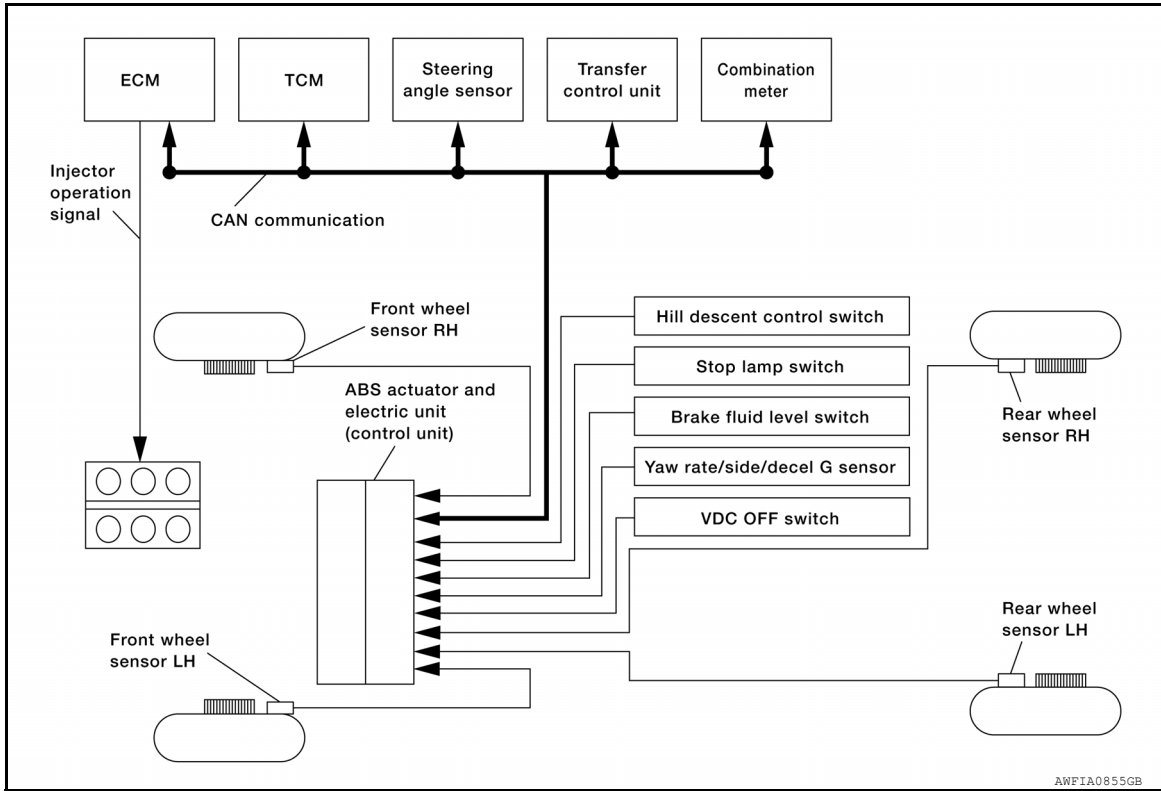 ECM
TCM
Steering
angle sensor
Transfer
control unit
Combination
meter
Injector
operation
signal
CAN communication
Front wheel
sensor RH
Hill descent control switch
Stop lamp switch
Brake fluid level switch
Yaw rate/side/decel G sensor
VDC OFF switch
ABS actuator and
electric unit
(control unit)
Rear wheel
sensor RH
Front wheel
sensor LH
Rear wheel
sensor LH
AWFIA0855GB